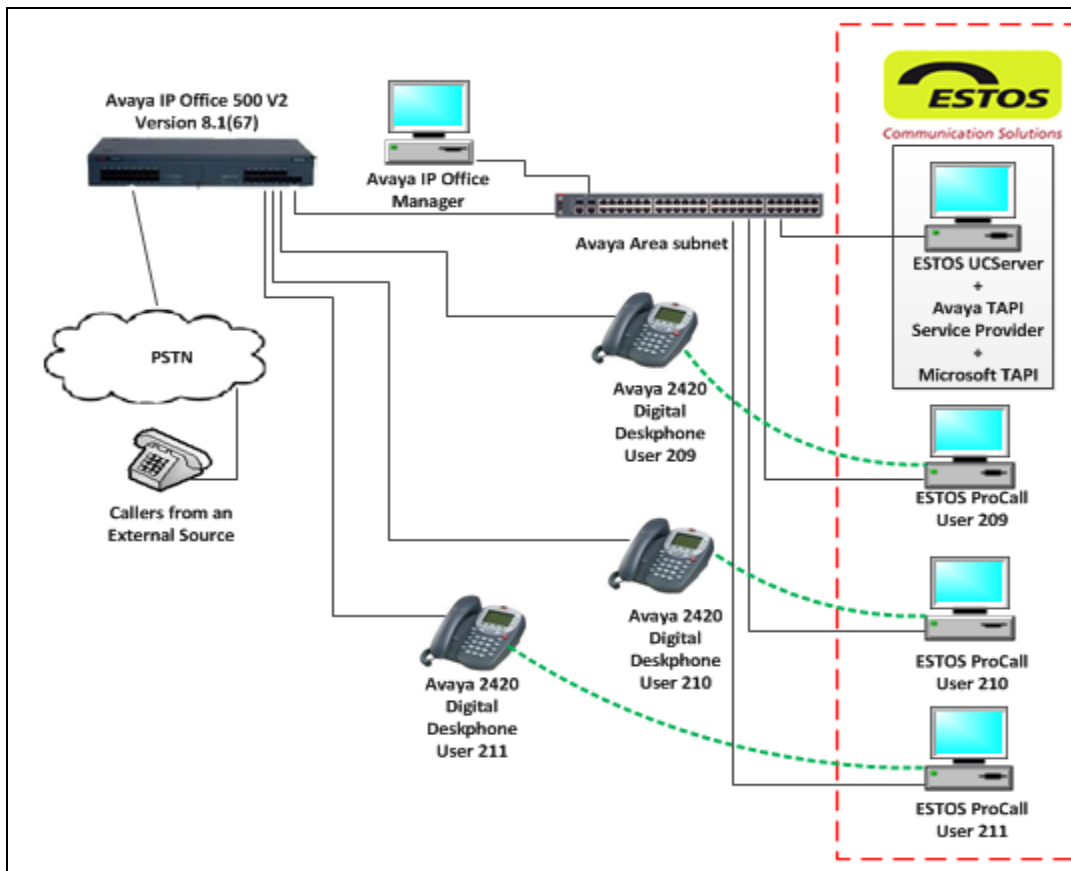 Avaya IP Office 500 V2
Version 8.1(67)
Avaya IP Office
Manager
Avaya Area subnet
ESTOS
Communication Solutions
ESTOS UCServer
+
Avaya TAPI
Service Provider
+
Microsoft TAPI
PSTN
Callers from an
External Source
Avaya 2420
Digital
Deskphone
User 209
ESTOS ProCall
User 209
Avaya 2420
Digital
Deskphone
User 210
ESTOS ProCall
User 210
Avaya 2420
Digital
Deskphone
User 211
ESTOS ProCall
User 211